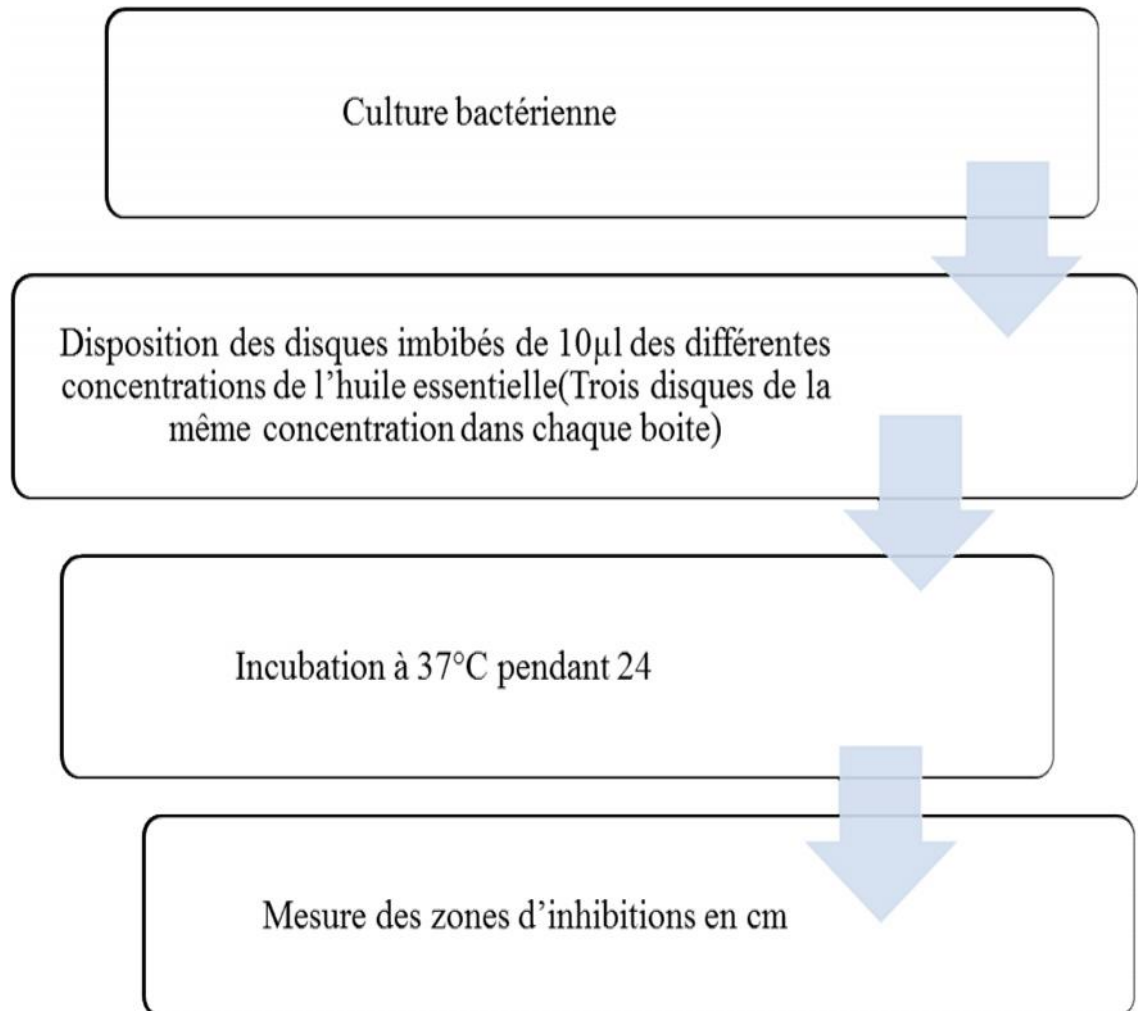 Culture bactérienne
Disposition des disques imbibés de 10µl des différentes
concentrations de l’huile essentielle(Trois disques de la
même concentration dans chaque boite)
Incubation à 37°C pendant 24
Mesure des zones d’inhibitions en cm